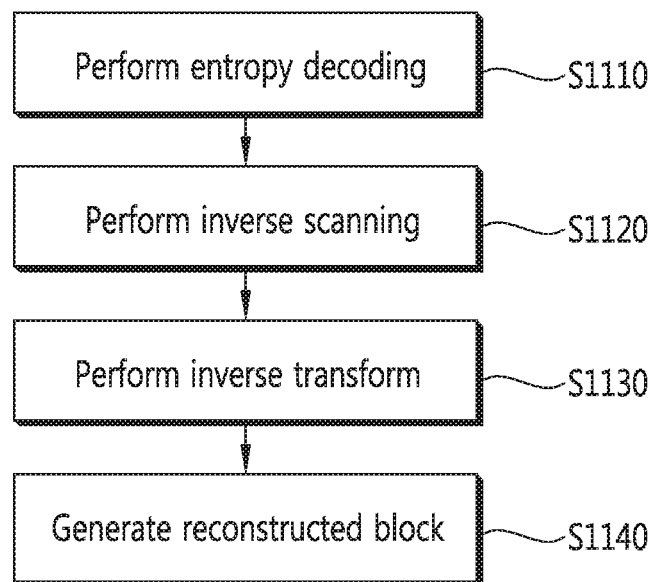 Perform entropy decoding S1110
Perform inverse scanning S1120
Perform inverse transform S1130
Generate reconstructed block S1140